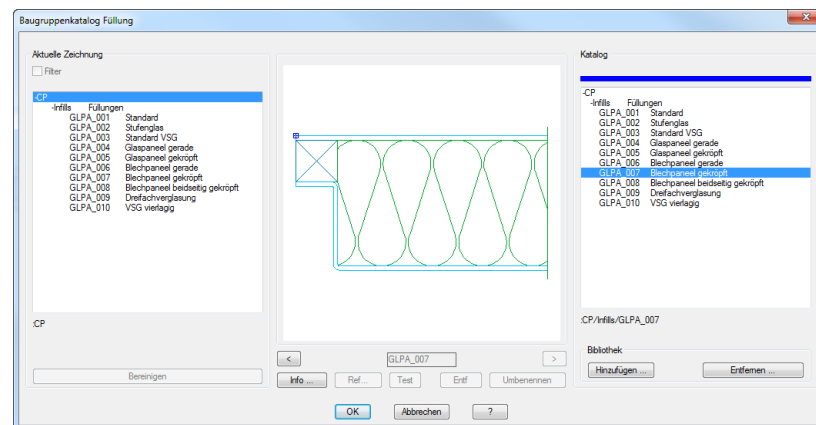 Baugruppenkatalog Füllung
Aktuelle Zeichnung
Filter
-CP
-Infills Füllungen
GLPA_001 Standard
GLPA_002 Stufenglas
GLPA_003 Standard VSG
GLPA_004 Glaspaneel gerade
GLPA_005 Glaspaneel gekröpft
GLPA_006 Blechpaneel gerade
GLPA_007 Blechpaneel gekröpft
GLPA_008 Blechpaneel beidseitig gekröpft
GLPA_009 Dreifachverglasung
GLPA_010 VSG vierlagig
:CP
Bereinigen
< GLPA_007 >
Info ... Ref... Test Entf Umbenennen
OK Abbrechen ?
Katalog
-CP
-Infills Füllungen
GLPA_001 Standard
GLPA_002 Stufenglas
GLPA_003 Standard VSG
GLPA_004 Glaspaneel gerade
GLPA_005 Glaspaneel gekröpft
GLPA_006 Blechpaneel gerade
GLPA_007 Blechpaneel gekröpft
GLPA_008 Blechpaneel beidseitig gekröpft
GLPA_009 Dreifachverglasung
GLPA_010 VSG vierlagig
:CP/Infills/GLPA_007
Bibliothek
Hinzufügen ... Entfernen ...